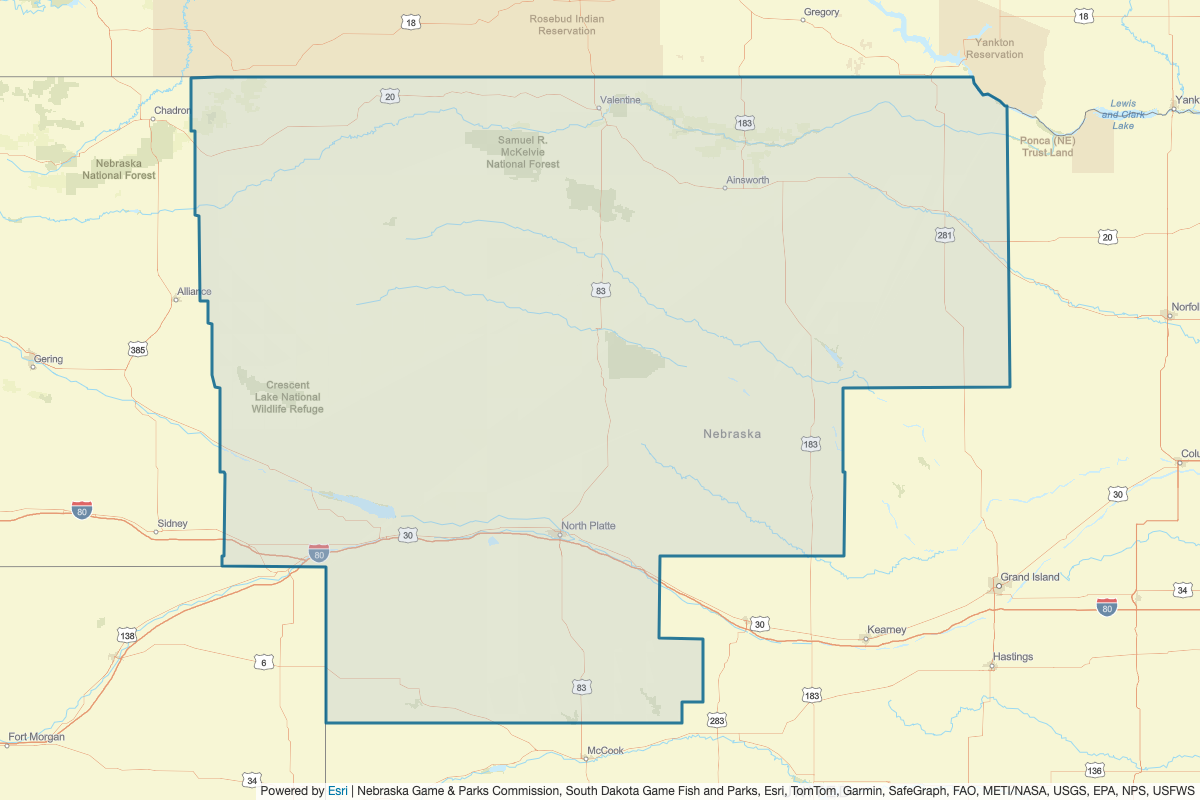 18
Rosebud Indian
Reservation
Gregory
18
Yankton
Reservation
20
Valentine
Chadron
183
Lewis
and Clark
Lake
Yank
Nebraska
National Forest
Samuel R.
McKelvie
National Forest
Ponca (NE)
Trust Land
Ainsworth
281
20
Alliance
83
Norfol
385
Gering
Crescent
Lake National
Wildlife Refuge
Nebraska
183
Colu
30
80
Sidney
30
North Platte
80
Grand Island
34
80
138
30
Kearney
6
Hastings
83
183
283
Fort Morgan
McCook
34
136
Powered by Esri | Nebraska Game & Parks Commission, South Dakota Game Fish and Parks, Esri, TomTom, Garmin, SafeGraph, FAO, METI/NASA, USGS, EPA, NPS, USFWS